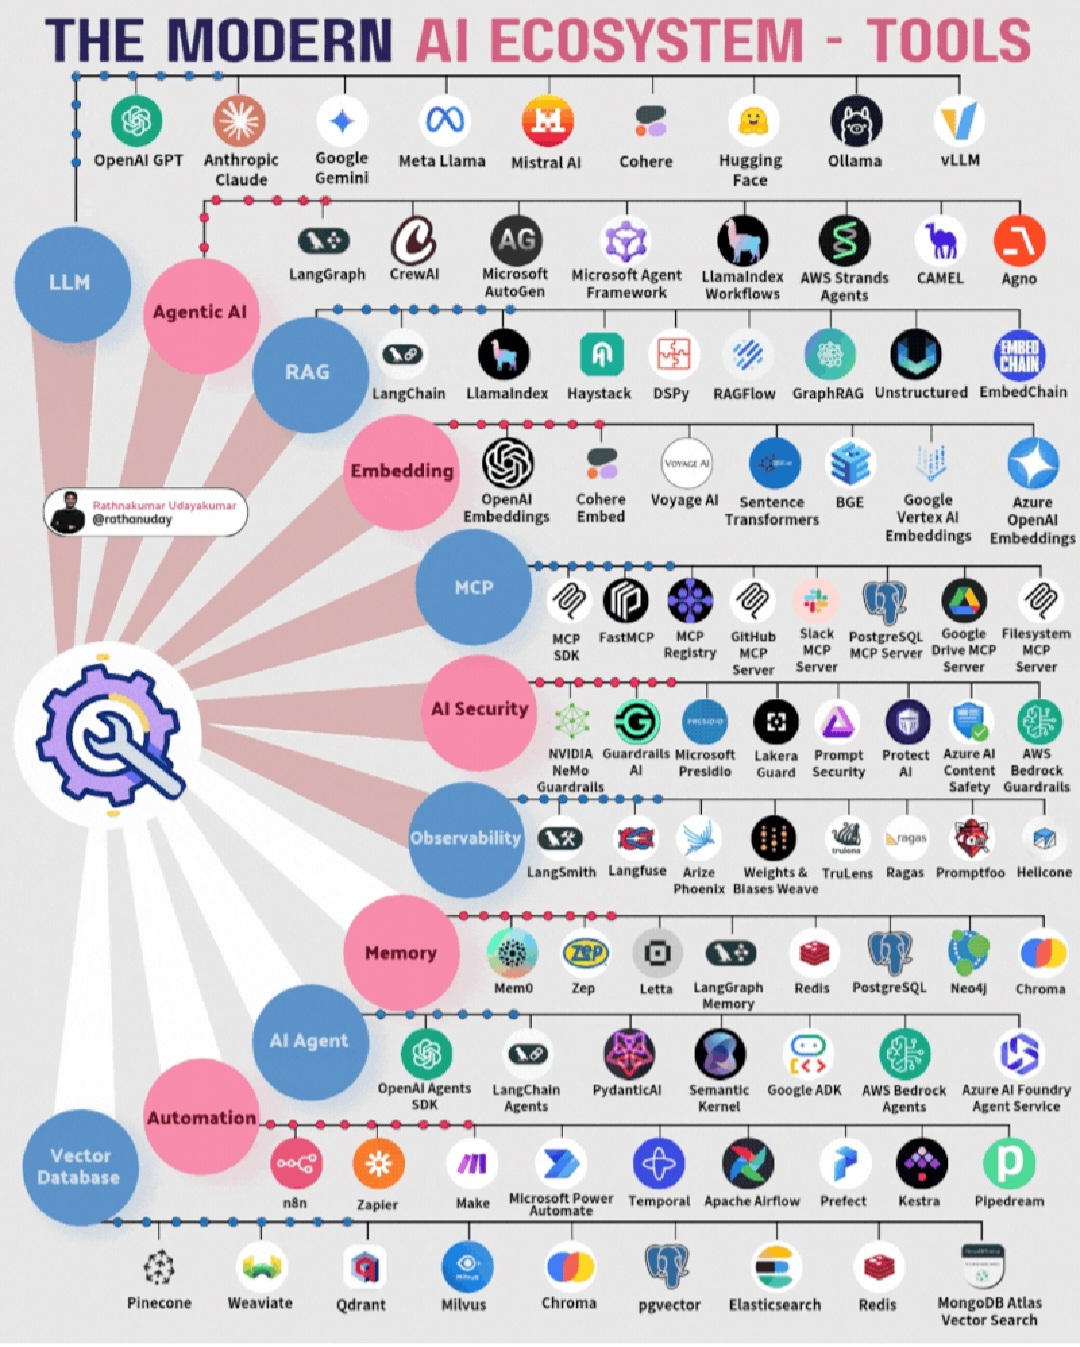 THE MODERN AI ECOSYSTEM - TOOLS
OpenAI GPT
Anthropic
Claude
Google
Gemini
Meta Llama
Mistral AI
Cohere
Hugging
Face
Ollama
vLLM
LLM
LangGraph
CrewAI
AG
Microsoft
AutoGen
Microsoft Agent
Framework
LlamaIndex
Workflows
AWS Strands
Agents
CAMEL
Agno
Agentic AI
RAG
LangChain
LlamaIndex
Haystack
DSPy
RAGFlow
GraphRAG
Unstructured
EMBED
CHAIN
EmbedChain
Embedding
OpenAI
Embeddings
Cohere
Embed
VOYAGE AI
Voyage AI
Sentence
Transformers
BGE
Google
Vertex AI
Embeddings
Azure
OpenAI
Embeddings
Rathnakumar Udayakumar
@rathanuday
MCP
MCP
SDK
FastMCP
MCP
Registry
GitHub
MCP
Server
Slack
MCP
Server
PostgreSQL
MCP Server
Google
Drive MCP
Server
Filesystem
MCP
Server
AI Security
NVIDIA
NeMo
Guardrails
Guardrails
AI
PRESIDIO
Microsoft
Presidio
Lakera
Guard
Prompt
Security
Protect
AI
Azure AI
Content
Safety
AWS
Bedrock
Guardrails
Observability
LangSmith
Langfuse
Arize
Phoenix
Weights &
Biases Weave
trulens
TruLens
ragas
Ragas
Promptfoo
Helicone
Memory
Mem0
Zep
Zep
Letta
LangGraph
Memory
Redis
PostgreSQL
Neo4j
Chroma
AI Agent
OpenAI Agents
SDK
LangChain
Agents
PydanticAI
Semantic
Kernel
Google ADK
AWS Bedrock
Agents
Azure AI Foundry
Agent Service
Automation
n8n
Zapier
Make
Microsoft Power
Automate
Temporal
Apache Airflow
Prefect
Kestra
Pipedream
Vector
Database
Pinecone
Weaviate
Qdrant
Milvus
Chroma
pgvector
Elasticsearch
Redis
MongoDB Atlas
Vector Search